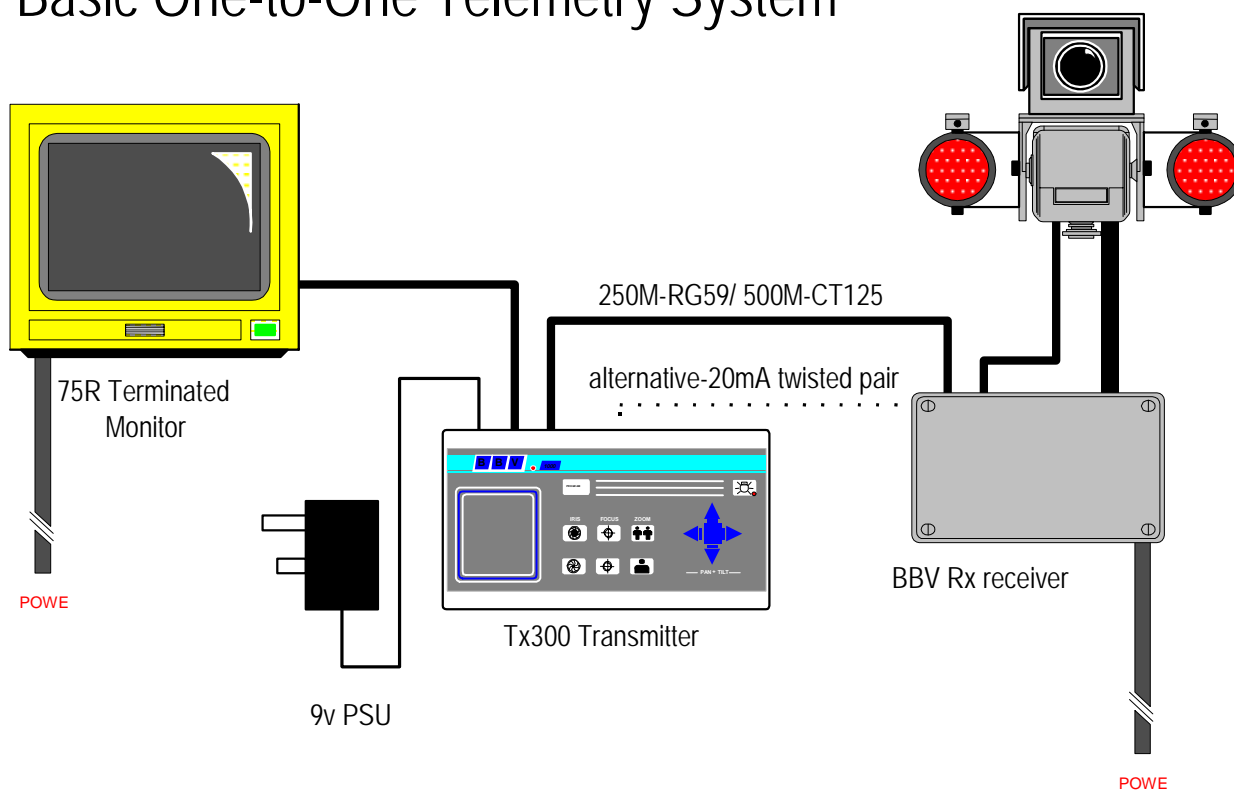 Basic One-to-One Telemetry System
250M-RG59/ 500M-CT125
alternative-20mA twisted pair
75R Terminated
Monitor
B B V
IRIS FOCUS ZOOM
PAN + TILT
POWE
BBV Rx receiver
Tx300 Transmitter
9v PSU
POWE